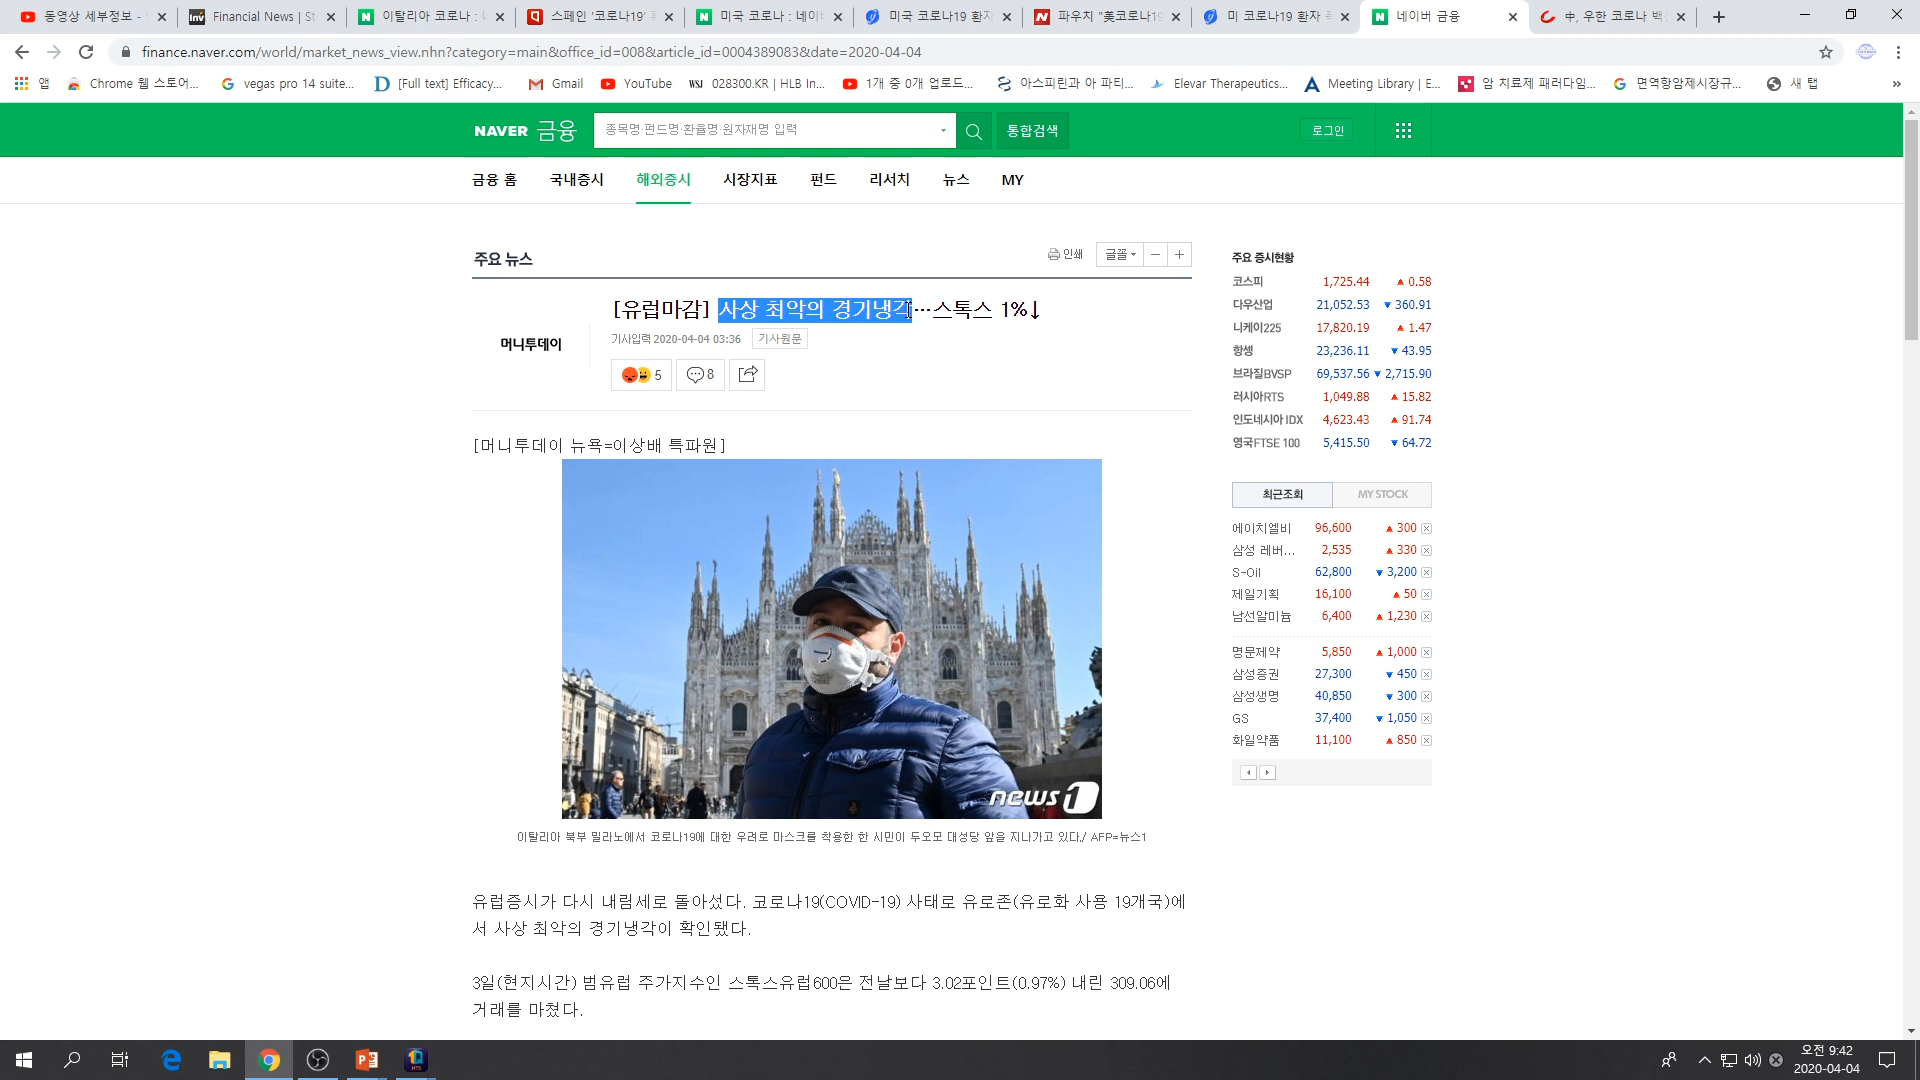 동영상 세부정보 -
Financial News | St
이탈리아 코로나 : 네
스페인 '코로나19'
미국 코로나 : 네이버
미국 코로나19 환자
파우치 "美코로나19
미 코로나19 환자
네이버 금융
中, 우한 코로나
finance.naver.com/world/market_news_view.nhn?category=main&office_id=008&article_id=0004389083&date=2020-04-04
앱
Chrome 웹 스토어...
vegas pro 14 suite...
[Full text] Efficacy...
Gmail
YouTube
WSJ 028300.KR | HLB In...
1개 중 0개 업로드...
아스피린과 아 파티...
Elevar Therapeutics...
Meeting Library | E...
암 치료제 패러다임...
면역항암제시장규...
새 탭
»
NAVER 금융
종목명·펀드명·환율명·원자재명 입력
통합검색
로그인
금융 홈 국내증시 해외증시 시장지표 펀드 리서치 뉴스 MY
주요 뉴스
인쇄
글꼴
머니투데이
[유럽마감] 사상 최악의 경기냉각…스톡스 1%↓
기사입력 2020-04-04 03:36 기사원문
5
8
[머니투데이 뉴욕=이상배 특파원]
news1
이탈리아 북부 밀라노에서 코로나19에 대한 우려로 마스크를 착용한 한 시민이 두오모 대성당 앞을 지나가고 있다./ AFP=뉴스1
유럽증시가 다시 내림세로 돌아섰다. 코로나19(COVID-19) 사태로 유로존(유로화 사용 19개국)에
서 사상 최악의 경기냉각이 확인됐다.
3일(현지시간) 범유럽 주가지수인 스톡스유럽600은 전날보다 3.02포인트(0.97%) 내린 309.06에
거래를 마쳤다.
주요 증시현황
코스피 1,725.44 ▲ 0.58
다우산업 21,052.53 ▼ 360.91
니케이225 17,820.19 ▲ 1.47
항셍 23,236.11 ▼ 43.95
브라질BVSP 69,537.56 ▼ 2,715.90
러시아RTS 1,049.88 ▲ 15.82
인도네시아 IDX 4,623.43 ▲ 91.74
영국FTSE 100 5,415.50 ▼ 64.72
최근조회 MY STOCK
에이치엘비 96,600 ▲ 300
삼성 레버... 2,535 ▲ 330
S-Oil 62,800 ▼ 3,200
제일기획 16,100 ▲ 50
남선알미늄 6,400 ▲ 1,230
명문제약 5,850 ▲ 1,000
삼성증권 27,300 ▼ 450
삼성생명 40,850 ▼ 300
GS 37,400 ▼ 1,050
화일약품 11,100 ▲ 850
오전 9:42
2020-04-04